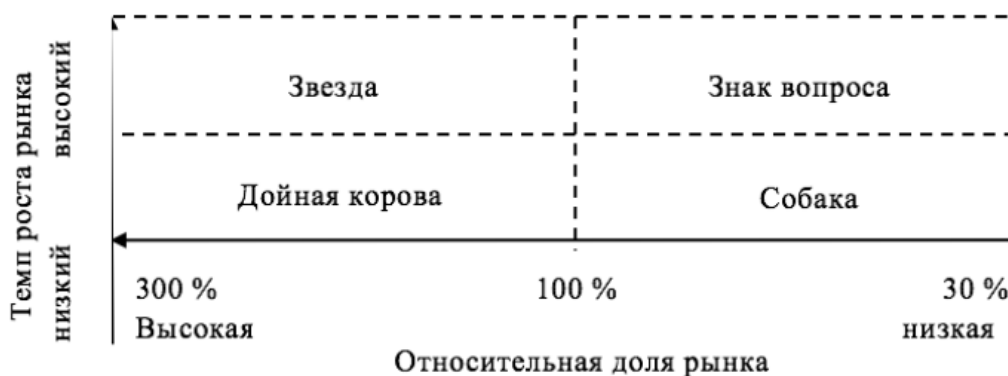 Темп роста рынка
низкий высокий
Звезда Знак вопроса
Дойная корова Собака
300 % 100 % 30 %
Высокая низкая
Относительная доля рынка